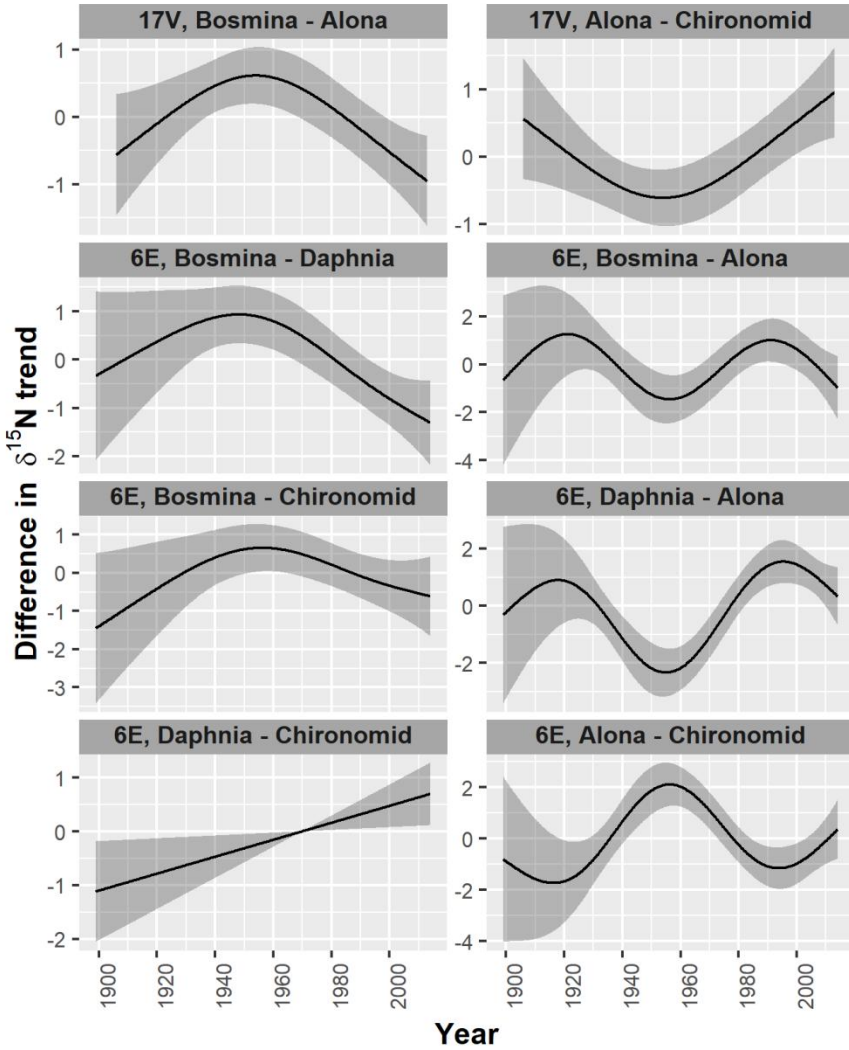 17V, Bosmina - Alona
17V, Alona - Chironomid
1
0
-1
1
0
-1
6E, Bosmina - Daphnia
6E, Bosmina - Alona
1
0
-1
-2
2
0
-2
-4
6E, Bosmina - Chironomid
6E, Daphnia - Alona
1
0
-1
-2
-3
2
0
-2
6E, Daphnia - Chironomid
6E, Alona - Chironomid
1
0
-1
-2
2
0
-2
-4
1900 1920 1940 1960 1980 2000
1900 1920 1940 1960 1980 2000
Difference in δ¹⁵N trend
Year